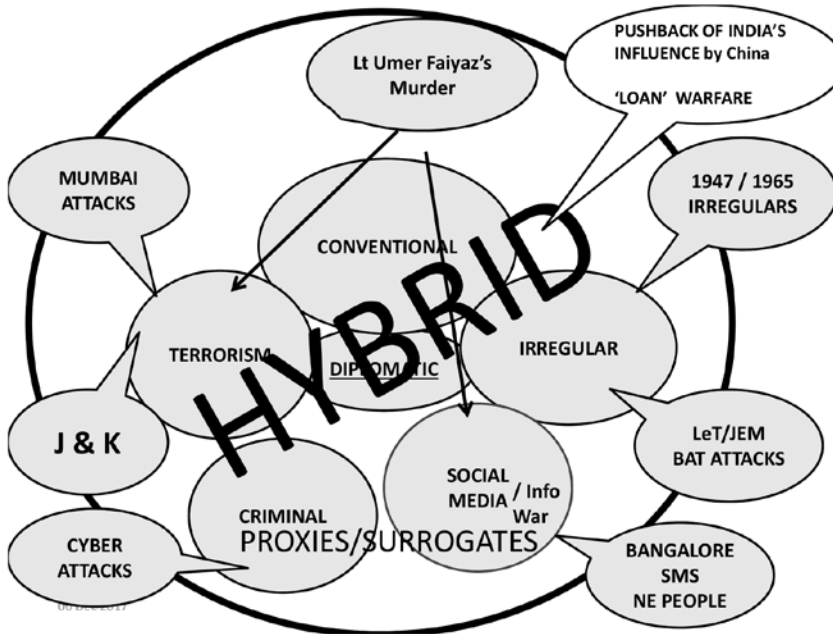 Lt Umer Faiyaz's
Murder
PUSHBACK OF INDIA'S
INFLUENCE by China
'LOAN' WARFARE
MUMBAI
ATTACKS
1947 / 1965
IRREGULARS
CONVENTIONAL
HYBRID
TERRORISM
DIPLOMATIC
IRREGULAR
J & K
LeT/JEM
BAT ATTACKS
SOCIAL
MEDIA / Info
War
CRIMINAL
PROXIES/SURROGATES
CYBER
ATTACKS
BANGALORE
SMS
NE PEOPLE
Dec 2017